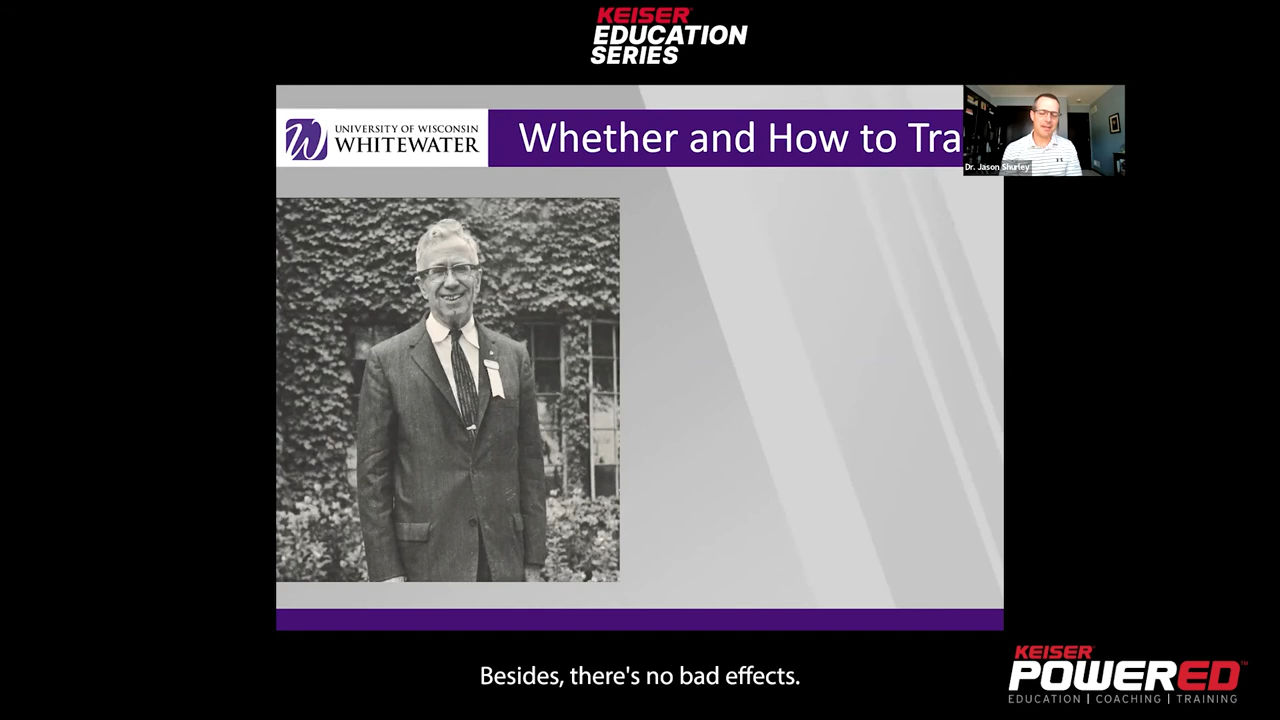 KEISER
EDUCATION
SERIES
UNIVERSITY OF WISCONSIN
WHITEWATER
Whether and How to Tra
Dr. Jason Shurley
Besides, there's no bad effects.
KEISER
POWERED™
EDUCATION | COACHING | TRAINING